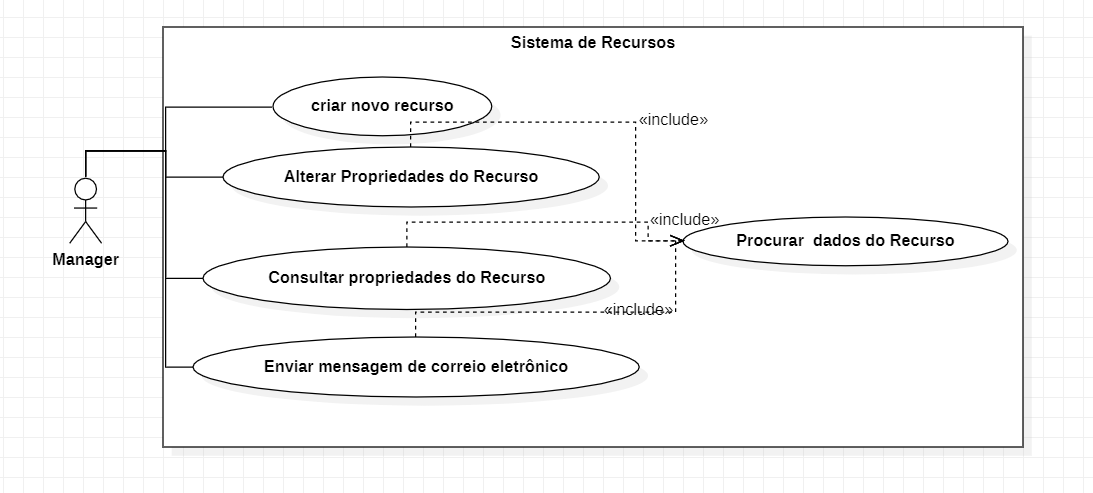 Sistema de Recursos
criar novo recurso
«include»
Alterar Propriedades do Recurso
«include»
Procurar  dados do Recurso
Manager
Consultar propriedades do Recurso
«include»
Enviar mensagem de correio eletrônico